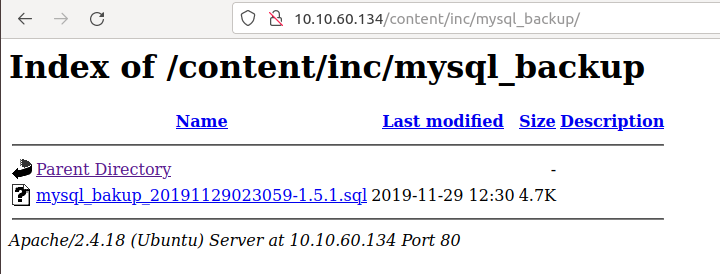 10.10.60.134/content/inc/mysql_backup/
Index of /content/inc/mysql_backup
Name Last modified Size Description
Parent Directory -
mysql_bakup_20191129023059-1.5.1.sql 2019-11-29 12:30 4.7K
Apache/2.4.18 (Ubuntu) Server at 10.10.60.134 Port 80